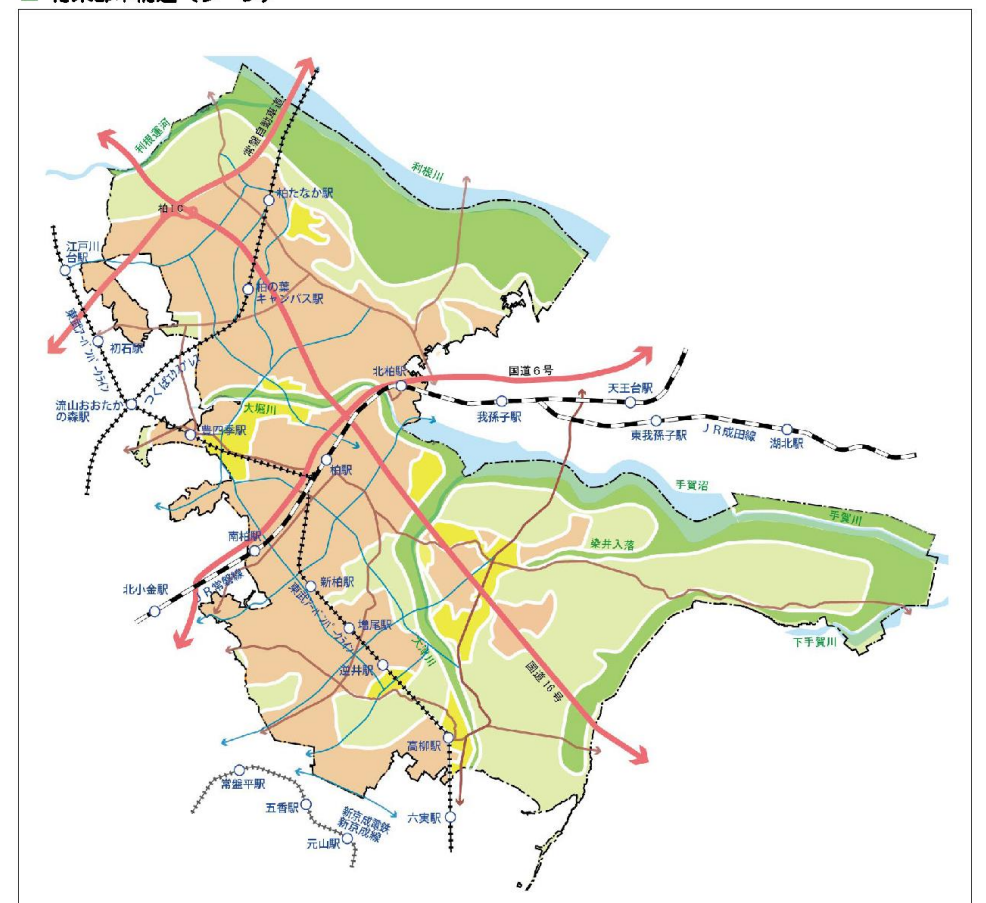 利根運河
常磐自動車道
利根川
柏IC
柏たなか駅
江戸川
台駅
柏の葉
キャンパス駅
東武アーバンパークライン
初石駅
つくばエクスプレス
北柏駅
国道6号
天王台駅
流山おおたか
の森駅
大堀川
我孫子駅
豊四季駅
東我孫子駅
JR成田線
湖北駅
柏駅
手賀沼
手賀川
南柏駅
染井入落
北小金駅
JR常磐線
新柏駅
東武アーバンパークライン
増尾駅
大津川
下手賀川
逆井駅
国道16号
高柳駅
常盤平駅
五香駅
新京成電鉄
新京成線
六実駅
元山駅